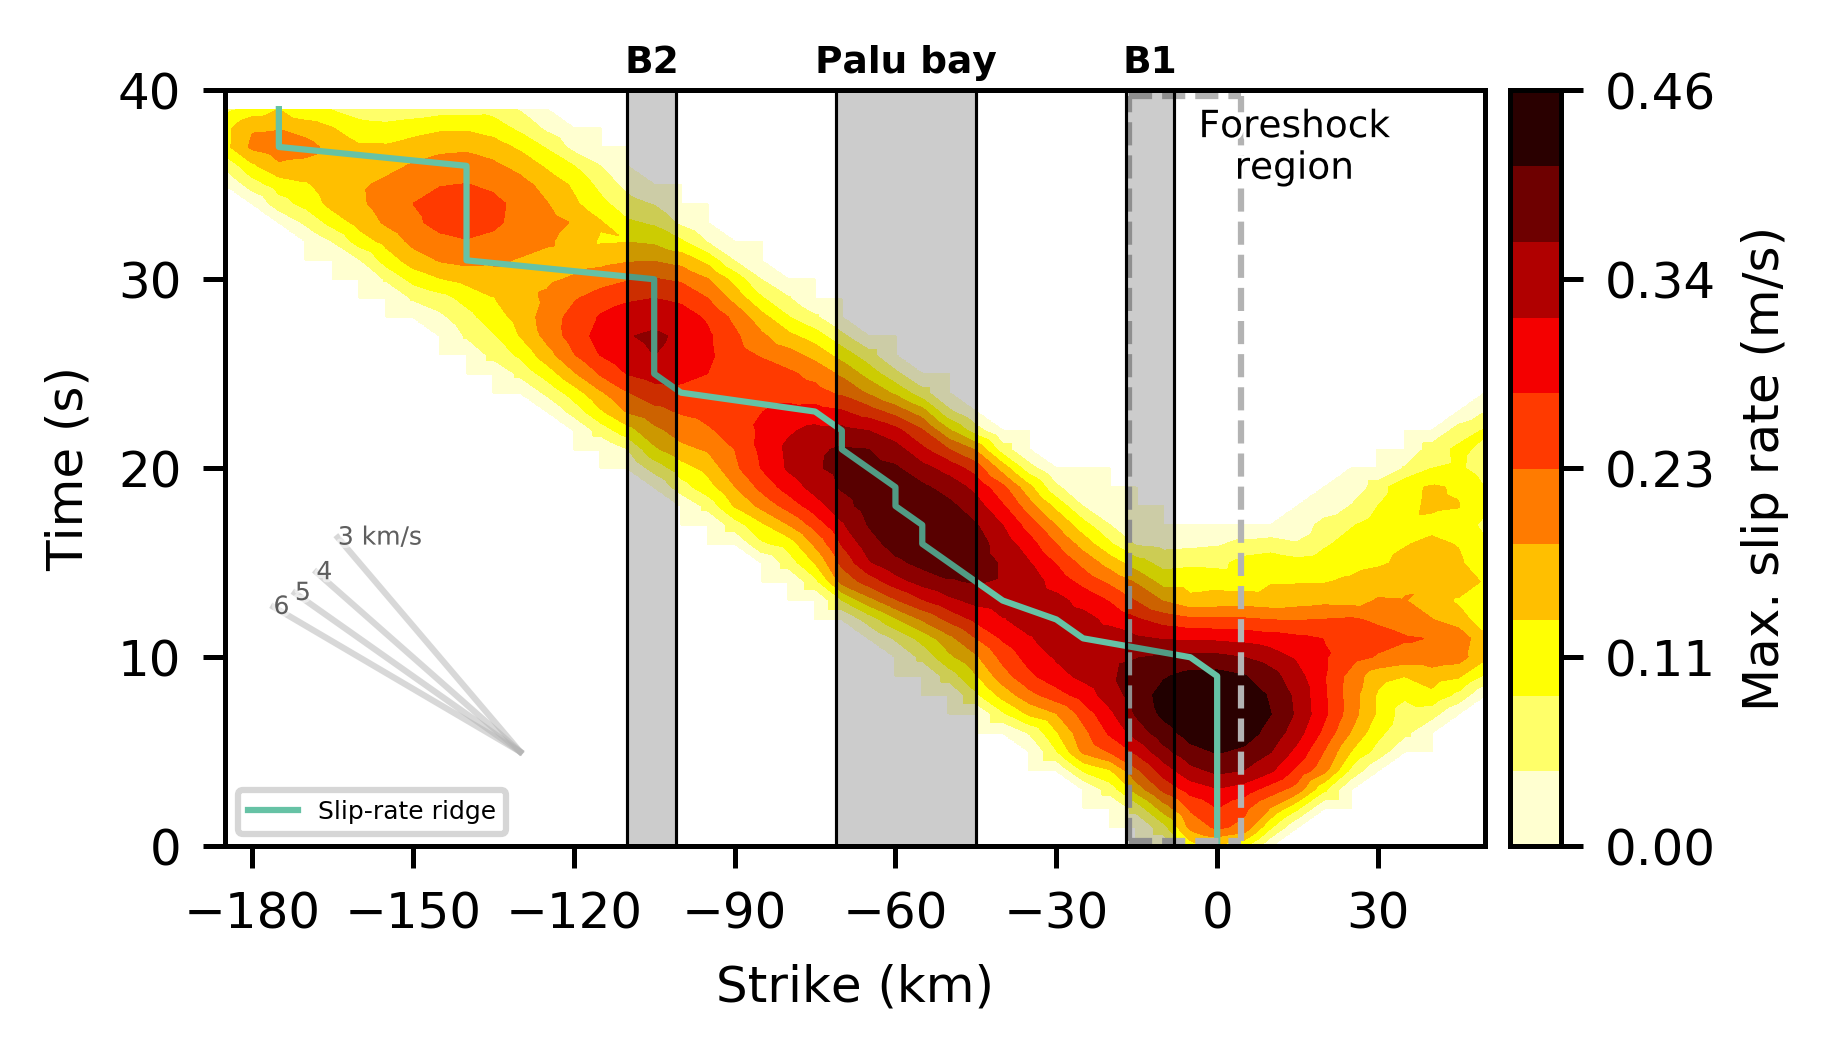 B2 Palu bay B1
40
30
20
10
0
Time (s)
Foreshock
region
3 km/s
4
5
6
Slip-rate ridge
−180 −150 −120 −90 −60 −30 0 30
Strike (km)
0.46
0.34
0.23
0.11
0.00
Max. slip rate (m/s)